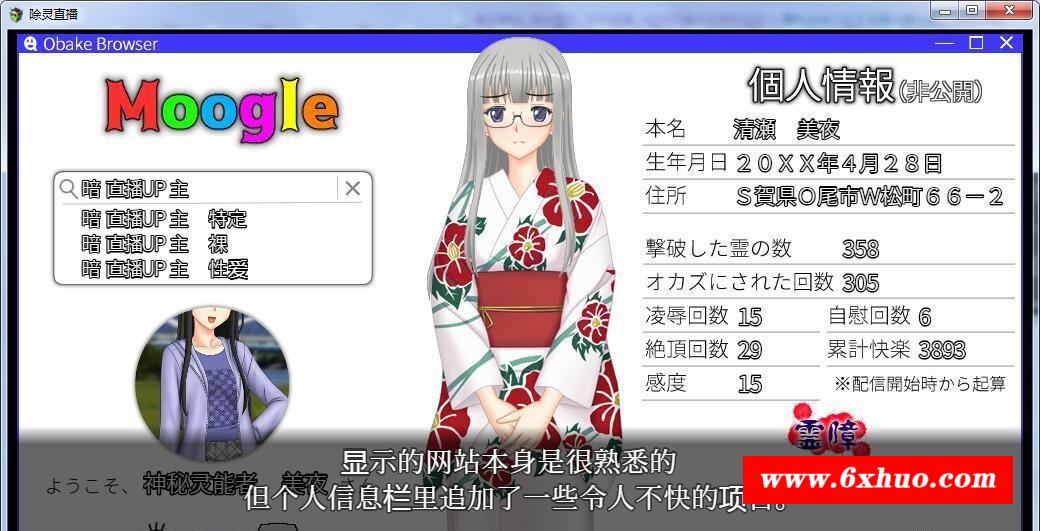 除灵直播
Obake Browser
Moogle
暗 直播UP 主
暗 直播UP 主 特定
暗 直播UP 主 裸
暗 直播UP 主 性爱
個人情報(非公開)
本名 清瀬 美夜
生年月日 20XX年4月28日
住所 S賀県O尾市W松町66-2
撃破した霊の数 358
オカズにされた回数 305
凌辱回数 15 自慰回数 6
絶頂回数 29 累計快楽 3893
感度 15 ※配信開始時から起算
霊障
ようこそ、神秘灵能者 美夜 さん
显示的网站本身是很熟悉的
但个人信息栏里追加了一些令人不快的项目。
www.6xhuo.com